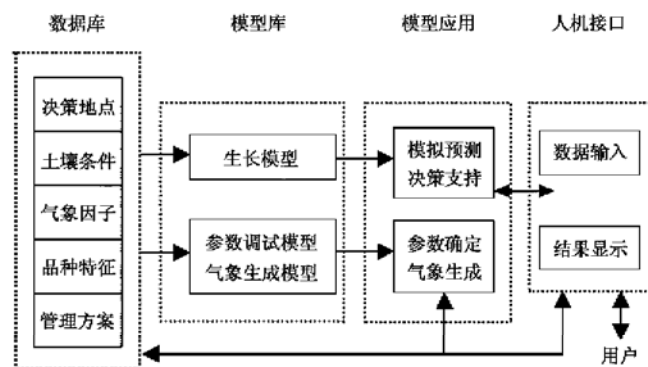 数据库
模型库
模型应用
人机接口
决策地点
土壤条件
气象因子
品种特征
管理方案
生长模型
参数调试模型
气象生成模型
模拟预测
决策支持
参数确定
气象生成
数据输入
结果显示
用户